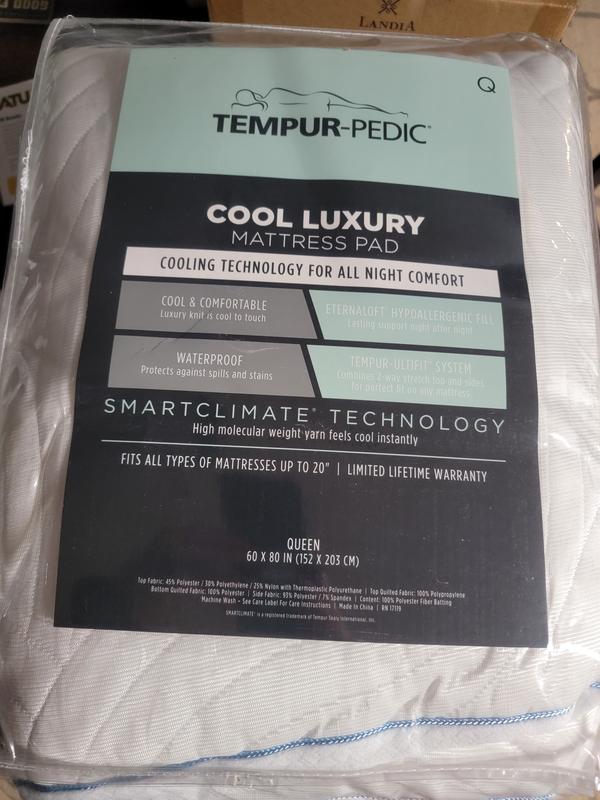 LANDIA
Q
TEMPUR-PEDIC®
COOL LUXURY
MATTRESS PAD
COOLING TECHNOLOGY FOR ALL NIGHT COMFORT
COOL & COMFORTABLE
Luxury knit is cool to touch
ETERNALOFT™ HYPOALLERGENIC FILL
Lasting support night after night
WATERPROOF
Protects against spills and stains
TEMPUR-ULTIFIT™ SYSTEM
Combines 2-way stretch top and sides
for perfect fit on any mattress
SMARTCLIMATE® TECHNOLOGY
High molecular weight yarn feels cool instantly
FITS ALL TYPES OF MATTRESSES UP TO 20" | LIMITED LIFETIME WARRANTY
QUEEN
60 X 80 IN (152 X 203 CM)
Top Fabric: 45% Polyester / 30% Polyethylene / 25% Nylon with Thermoplastic Polyurethane | Top Quilted Fabric: 100% Polypropylene
Bottom Quilted Fabric: 100% Polyester | Side Fabric: 93% Polyester / 7% Spandex | Content: 100% Polyester Fiber Batting
Machine Wash – See Care Label For Care Instructions | Made In China | RN 17119
SMARTCLIMATE® is a registered trademark of Tempur Sealy International, Inc.